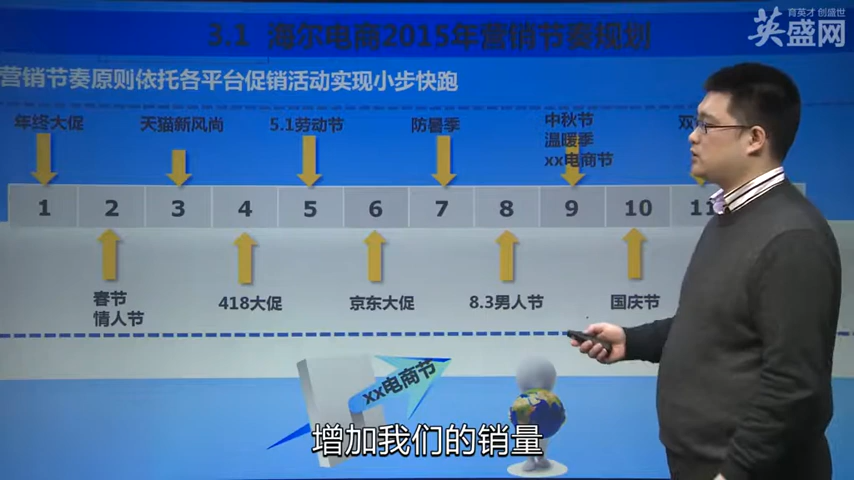 育英才 创盛世
英盛网
3.1 海尔电商2015年营销节奏规划
营销节奏原则依托各平台促销活动实现小步快跑
年终大促
天猫新风尚
5.1劳动节
防暑季
中秋节
温暖季
xx电商节
双
1 2 3 4 5 6 7 8 9 10 11
春节
情人节
418大促
京东大促
8.3男人节
国庆节
xx电商节
增加我们的销量